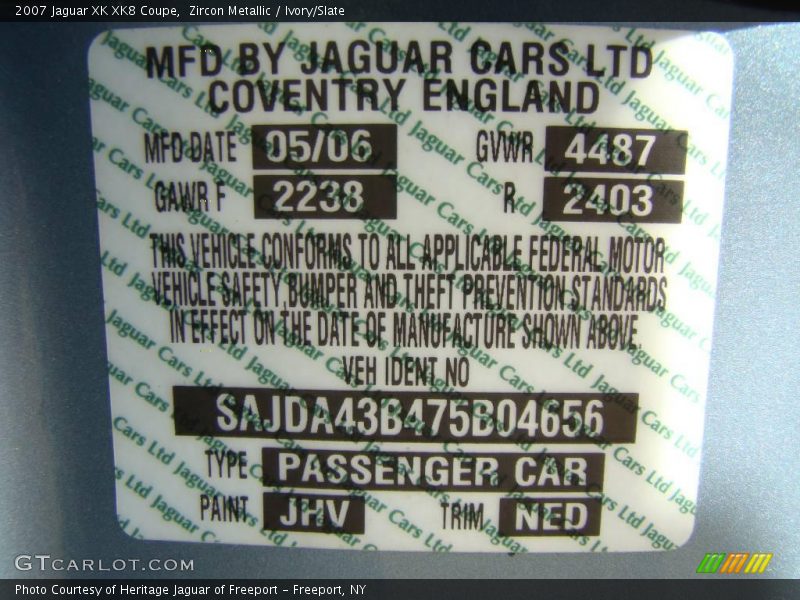 2007 Jaguar XK XK8 Coupe,  Zircon Metallic / Ivory/Slate
MFD BY JAGUAR CARS LTD
COVENTRY ENGLAND
MFD DATE 05/06 GVWR 4487
GAWR F 2238 R 2403
THIS VEHICLE CONFORMS TO ALL APPLICABLE FEDERAL MOTOR
VEHICLE SAFETY, BUMPER AND THEFT PREVENTION STANDARDS
IN EFFECT ON THE DATE OF MANUFACTURE SHOWN ABOVE.
VEH IDENT NO
SAJDA43B475B04656
TYPE PASSENGER CAR
PAINT JHV TRIM NED
GTCARLOT.COM
Photo Courtesy of Heritage Jaguar of Freeport – Freeport, NY